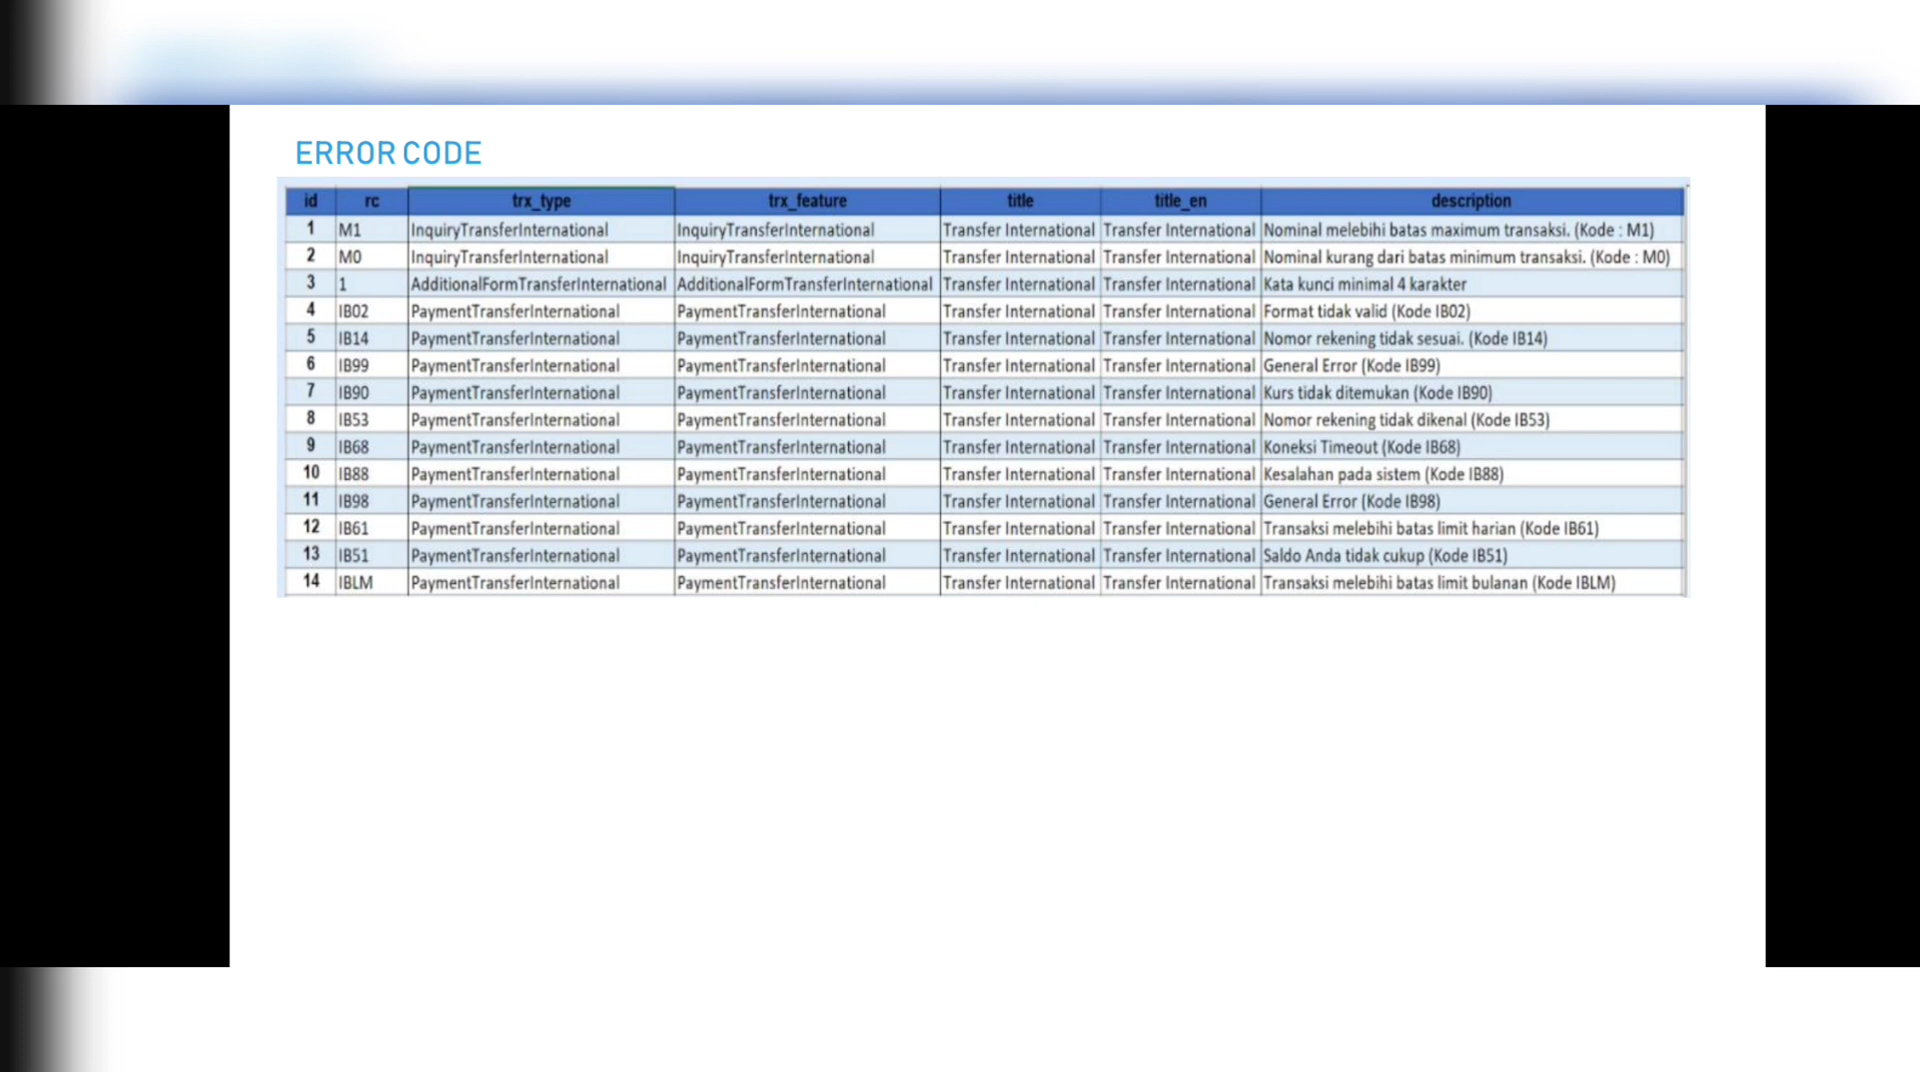 ERROR CODE
id rc trx_type trx_feature title title_en description
1 M1 InquiryTransferInternational InquiryTransferInternational Transfer International Transfer International Nominal melebihi batas maximum transaksi. (Kode : M1)
2 M0 InquiryTransferInternational InquiryTransferInternational Transfer International Transfer International Nominal kurang dari batas minimum transaksi. (Kode : M0)
3 1 AdditionalFormTransferInternational AdditionalFormTransferInternational Transfer International Transfer International Kata kunci minimal 4 karakter
4 IB02 PaymentTransferInternational PaymentTransferInternational Transfer International Transfer International Format tidak valid (Kode IB02)
5 IB14 PaymentTransferInternational PaymentTransferInternational Transfer International Transfer International Nomor rekening tidak sesuai. (Kode IB14)
6 IB99 PaymentTransferInternational PaymentTransferInternational Transfer International Transfer International General Error (Kode IB99)
7 IB90 PaymentTransferInternational PaymentTransferInternational Transfer International Transfer International Kurs tidak ditemukan (Kode IB90)
8 IB53 PaymentTransferInternational PaymentTransferInternational Transfer International Transfer International Nomor rekening tidak dikenal (Kode IB53)
9 IB68 PaymentTransferInternational PaymentTransferInternational Transfer International Transfer International Koneksi Timeout (Kode IB68)
10 IB88 PaymentTransferInternational PaymentTransferInternational Transfer International Transfer International Kesalahan pada sistem (Kode IB88)
11 IB98 PaymentTransferInternational PaymentTransferInternational Transfer International Transfer International General Error (Kode IB98)
12 IB61 PaymentTransferInternational PaymentTransferInternational Transfer International Transfer International Transaksi melebihi batas limit harian (Kode IB61)
13 IB51 PaymentTransferInternational PaymentTransferInternational Transfer International Transfer International Saldo Anda tidak cukup (Kode IB51)
14 IBLM PaymentTransferInternational PaymentTransferInternational Transfer International Transfer International Transaksi melebihi batas limit bulanan (Kode IBLM)